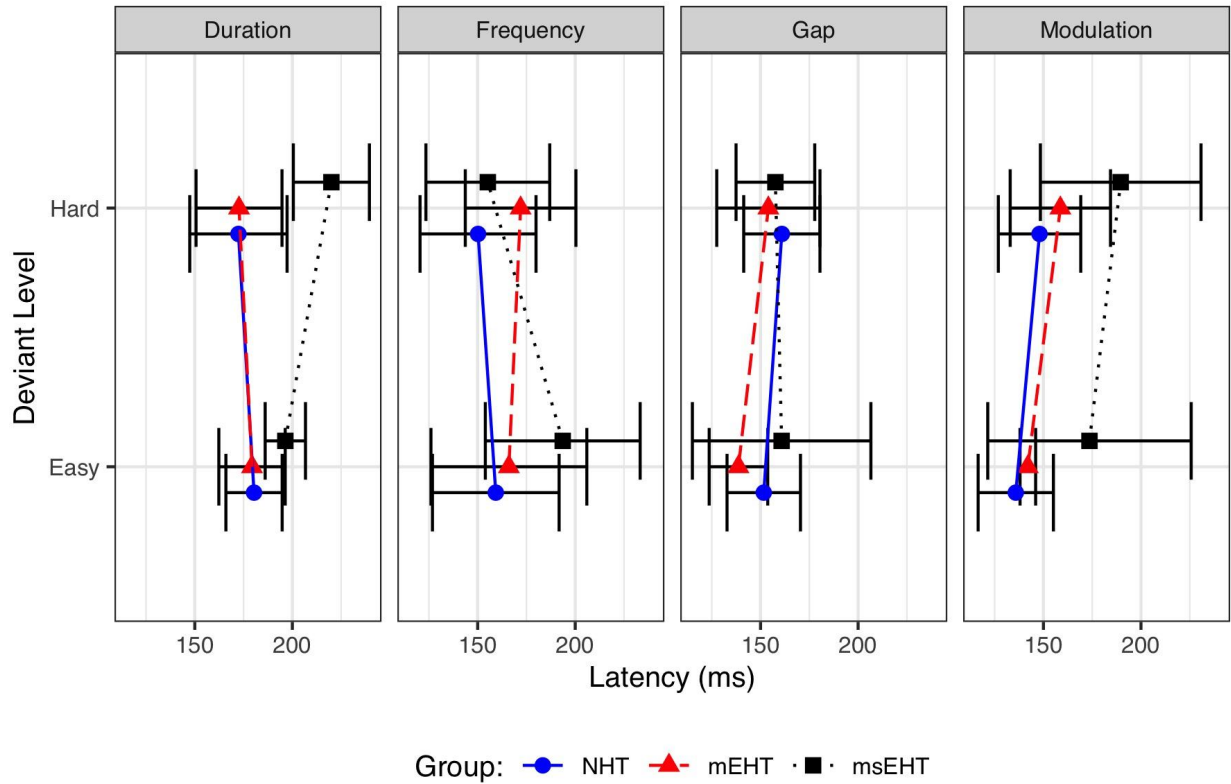 Duration Frequency Gap Modulation
Deviant Level
Hard
Easy
150 200 150 200 150 200 150 200
Latency (ms)
Group: NHT mEHT msEHT